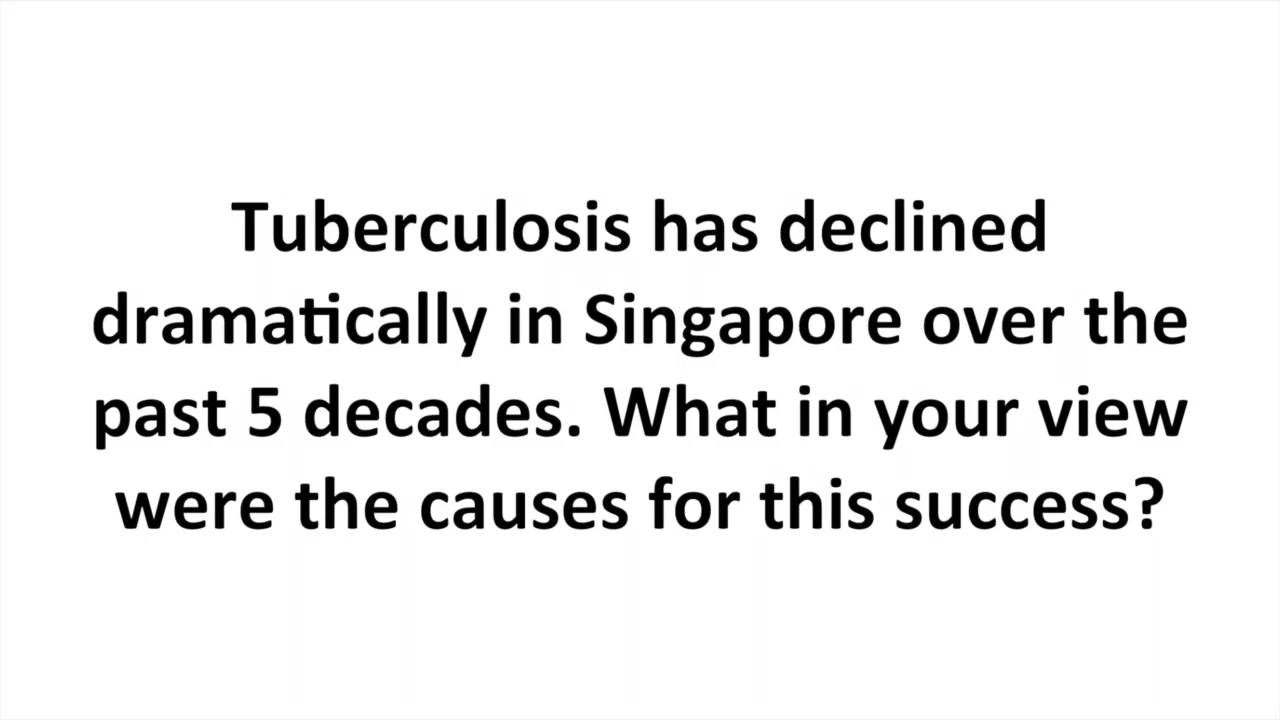 Tuberculosis has declined
dramatically in Singapore over the
past 5 decades. What in your view
were the causes for this success?